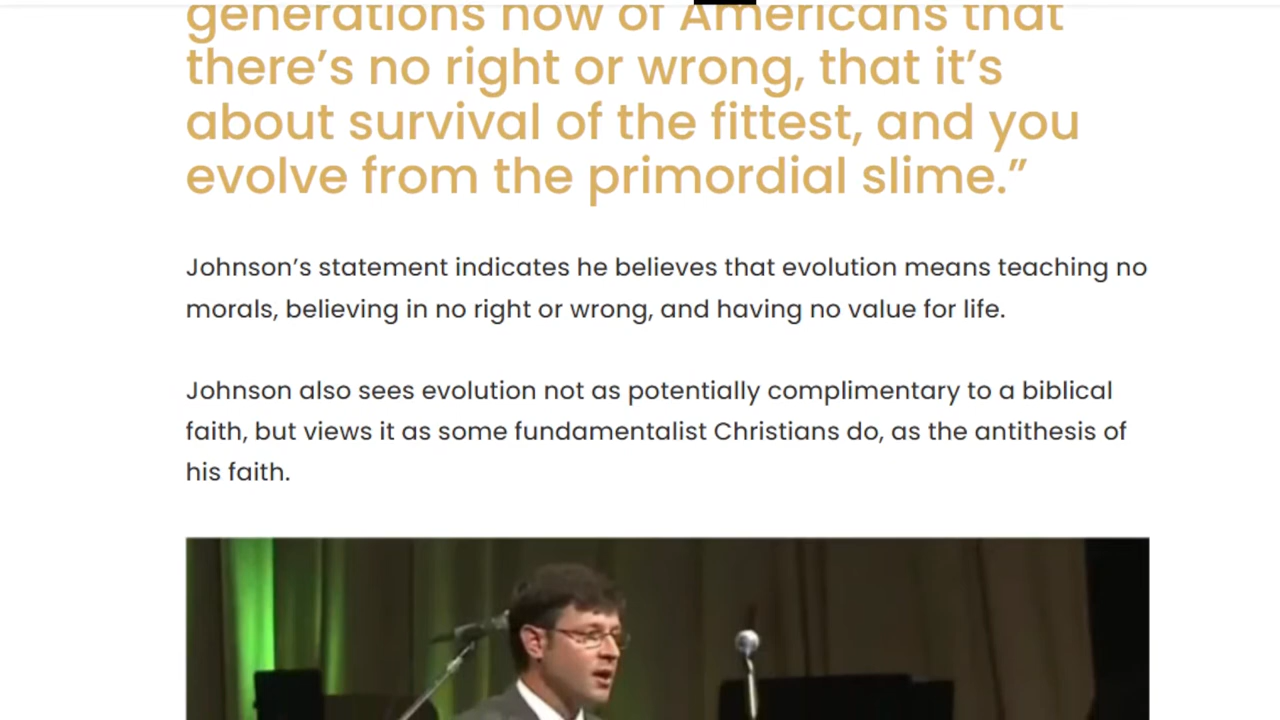 generations now of Americans that
there’s no right or wrong, that it’s
about survival of the fittest, and you
evolve from the primordial slime.”
Johnson’s statement indicates he believes that evolution means teaching no
morals, believing in no right or wrong, and having no value for life.
Johnson also sees evolution not as potentially complimentary to a biblical
faith, but views it as some fundamentalist Christians do, as the antithesis of
his faith.